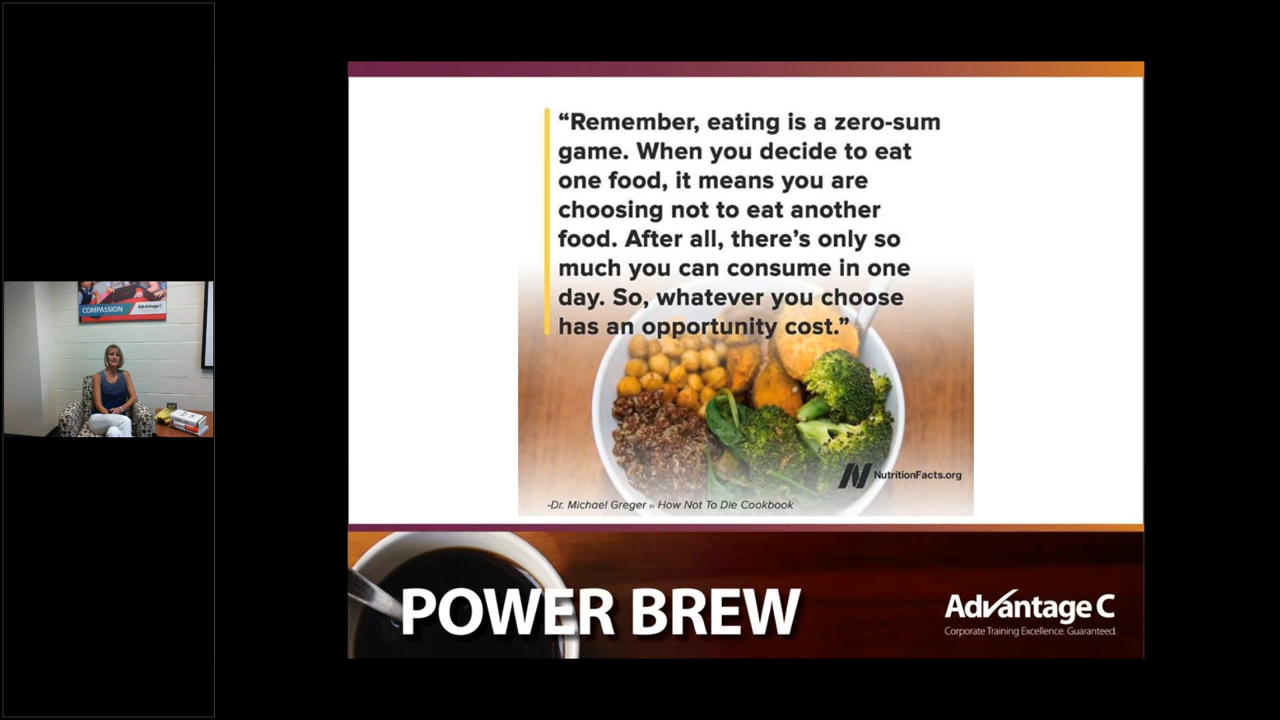 “Remember, eating is a zero-sum
game. When you decide to eat
one food, it means you are
choosing not to eat another
food. After all, there’s only so
much you can consume in one
day. So, whatever you choose
has an opportunity cost.”
NutritionFacts.org
-Dr. Michael Greger in How Not To Die Cookbook
POWER BREW
Advantage C
Corporate Training Excellence. Guaranteed.
COMPASSION
Advantage C